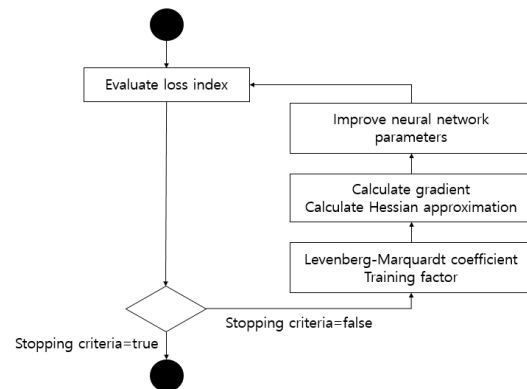 Evaluate loss index
Improve neural network
parameters
Calculate gradient
Calculate Hessian approximation
Levenberg-Marquardt coefficient
Training factor
Stopping criteria=false
Stopping criteria=true